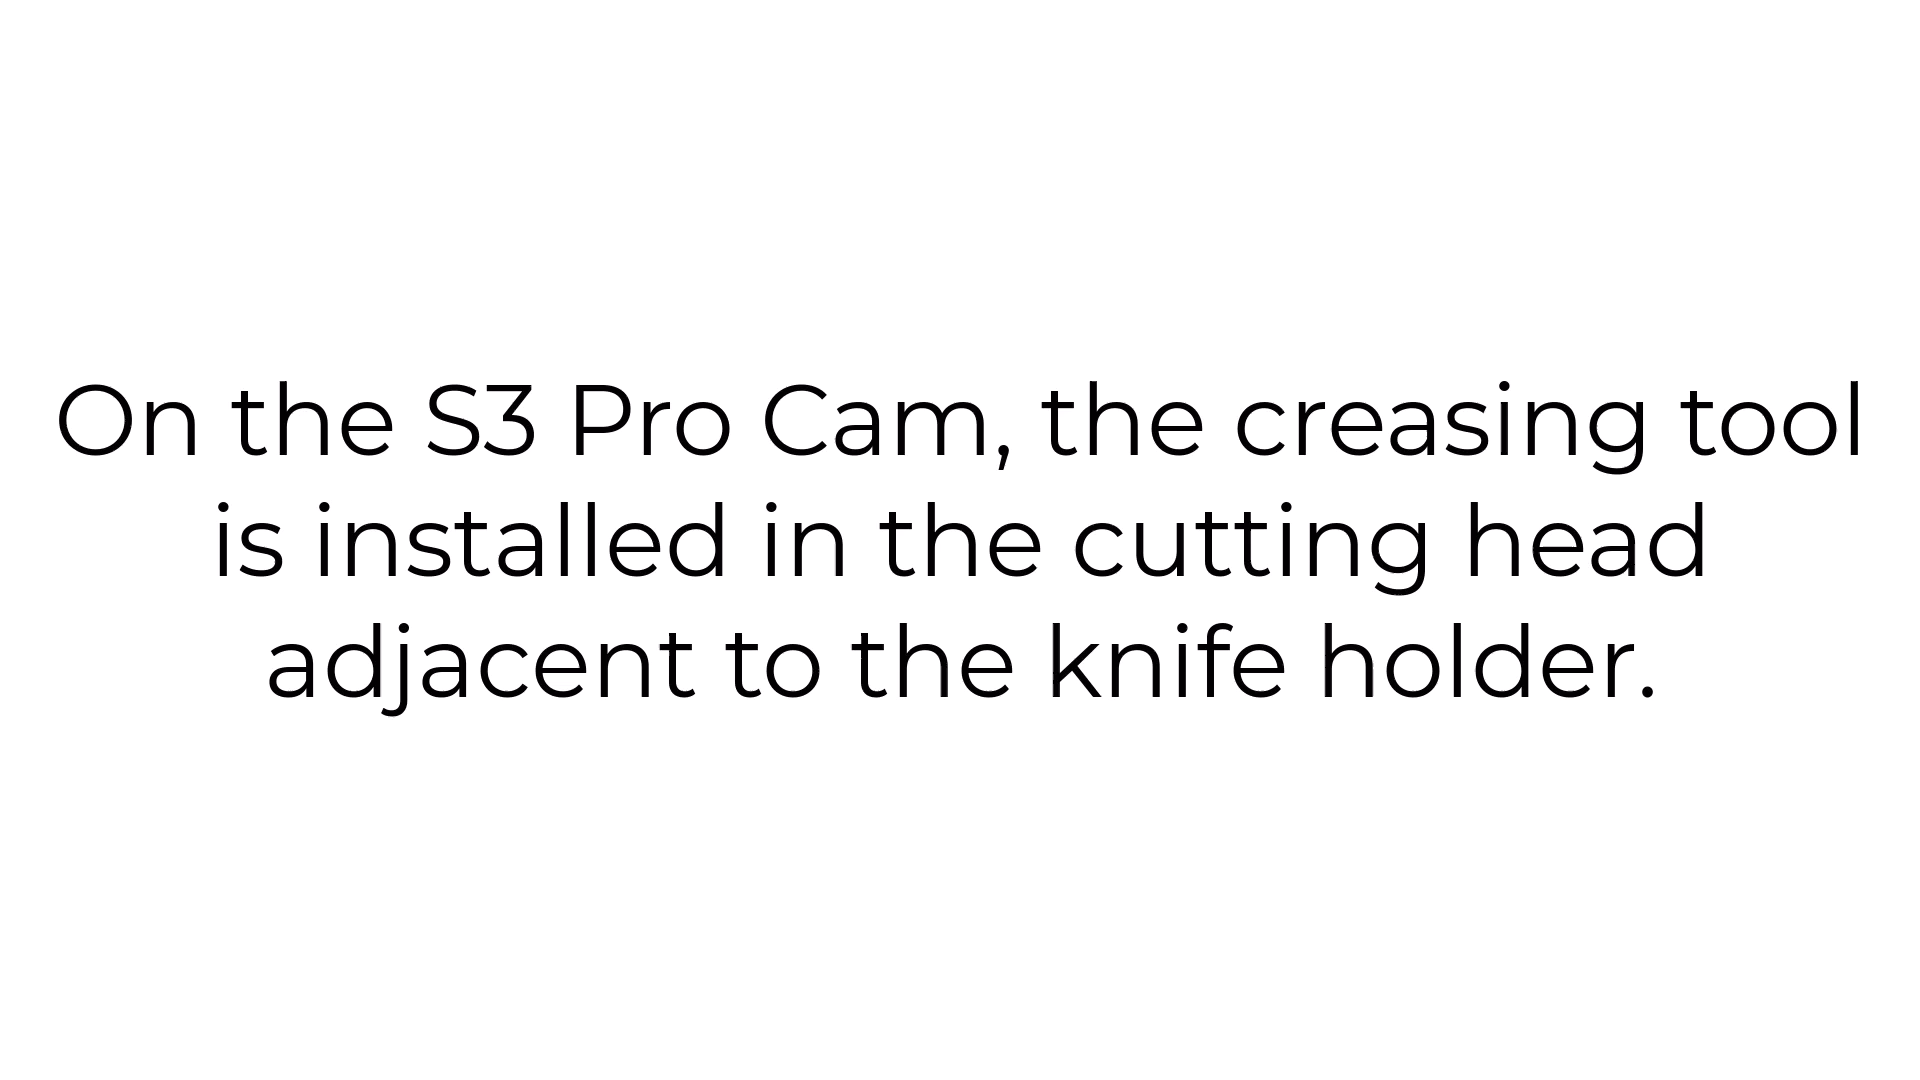 On the S3 Pro Cam, the creasing tool
is installed in the cutting head
adjacent to the knife holder.